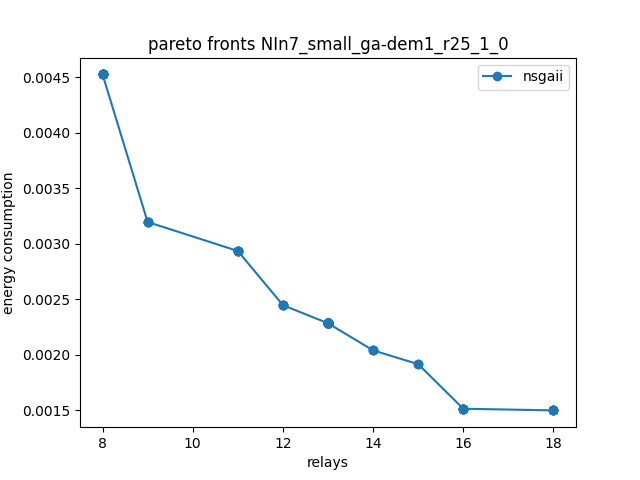 pareto fronts NIn7_small_ga-dem1_r25_1_0
nsgaii
energy consumption
0.0045
0.0040
0.0035
0.0030
0.0025
0.0020
0.0015
8 10 12 14 16 18
relays